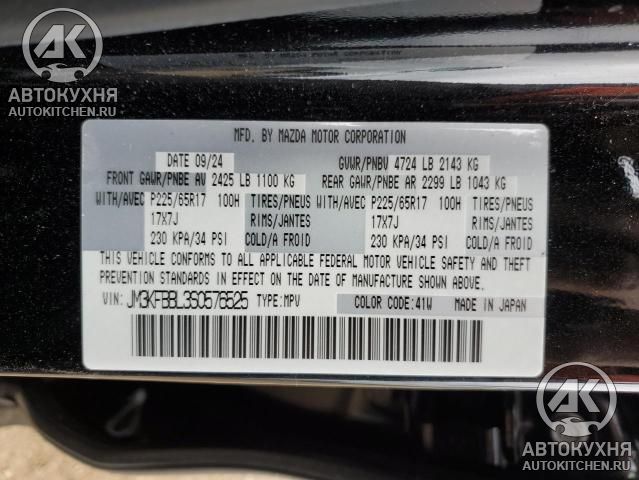 АК
АВТОКУХНЯ
AUTOKITCHEN.RU
MFD. BY MAZDA MOTOR CORPORATION
DATE 09/24 GVWR/PNBV 4724 LB 2143 KG
FRONT GAWR/PNBE AV 2425 LB 1100 KG REAR GAWR/PNBE AR 2299 LB 1043 KG
WITH/AVEC P225/65R17 100H TIRES/PNEUS WITH/AVEC P225/65R17 100H TIRES/PNEUS
17X7J RIMS/JANTES 17X7J RIMS/JANTES
230 KPA/34 PSI COLD/A FROID 230 KPA/34 PSI COLD/A FROID
THIS VEHICLE CONFORMS TO ALL APPLICABLE FEDERAL MOTOR VEHICLE SAFETY AND THEFT
PREVENTION STANDARDS IN EFFECT ON THE DATE OF MANUFACTURE SHOWN ABOVE.
VIN: JM3KFBBL3S0576525 TYPE:MPV COLOR CODE:41W MADE IN JAPAN
АК
АВТОКУХНЯ
AUTOKITCHEN.RU